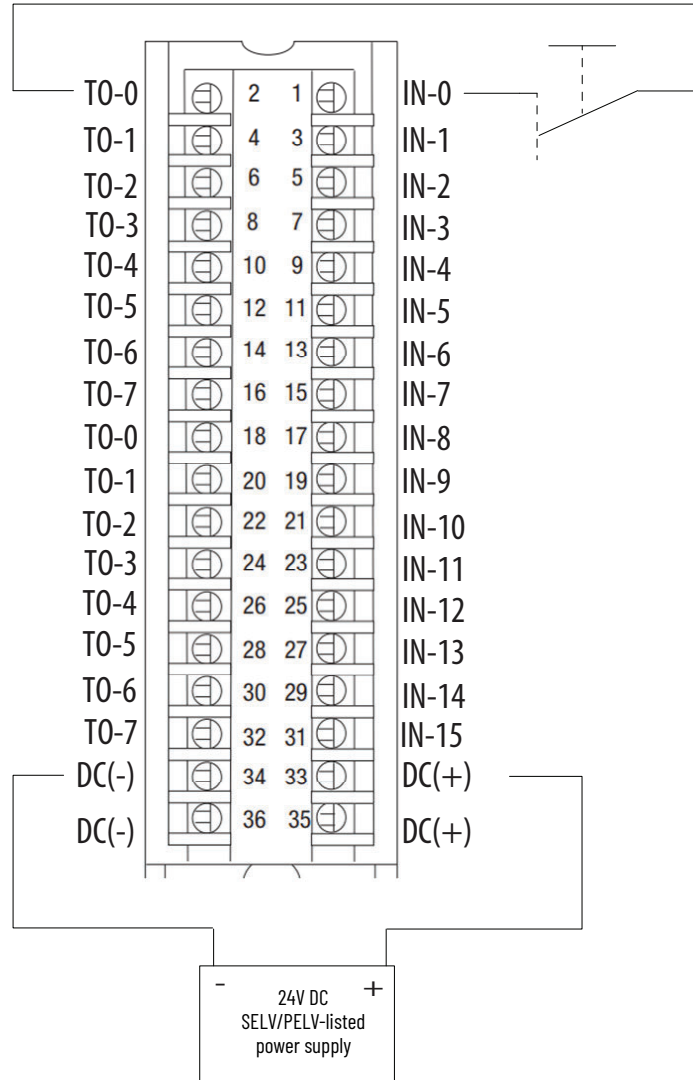 TO-0 2 1 IN-0
TO-1 4 3 IN-1
TO-2 6 5 IN-2
TO-3 8 7 IN-3
TO-4 10 9 IN-4
TO-5 12 11 IN-5
TO-6 14 13 IN-6
TO-7 16 15 IN-7
TO-0 18 17 IN-8
TO-1 20 19 IN-9
TO-2 22 21 IN-10
TO-3 24 23 IN-11
TO-4 26 25 IN-12
TO-5 28 27 IN-13
TO-6 30 29 IN-14
TO-7 32 31 IN-15
DC(-) 34 33 DC(+)
DC(-) 36 35 DC(+)
- +
24V DC
SELV/PELV-listed
power supply